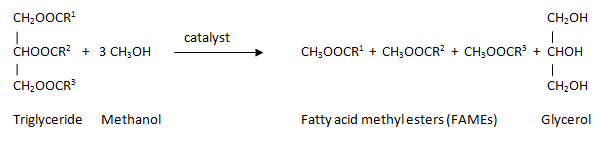 CH₂OOCR¹ CH₂OH
| catalyst |
CHOOCR² + 3 CH₃OH CH₃OOCR¹ + CH₃OOCR² + CH₃OOCR³ + CHOH
| |
CH₂OOCR³ CH₂OH
Triglyceride Methanol Fatty acid methyl esters (FAMEs) Glycerol